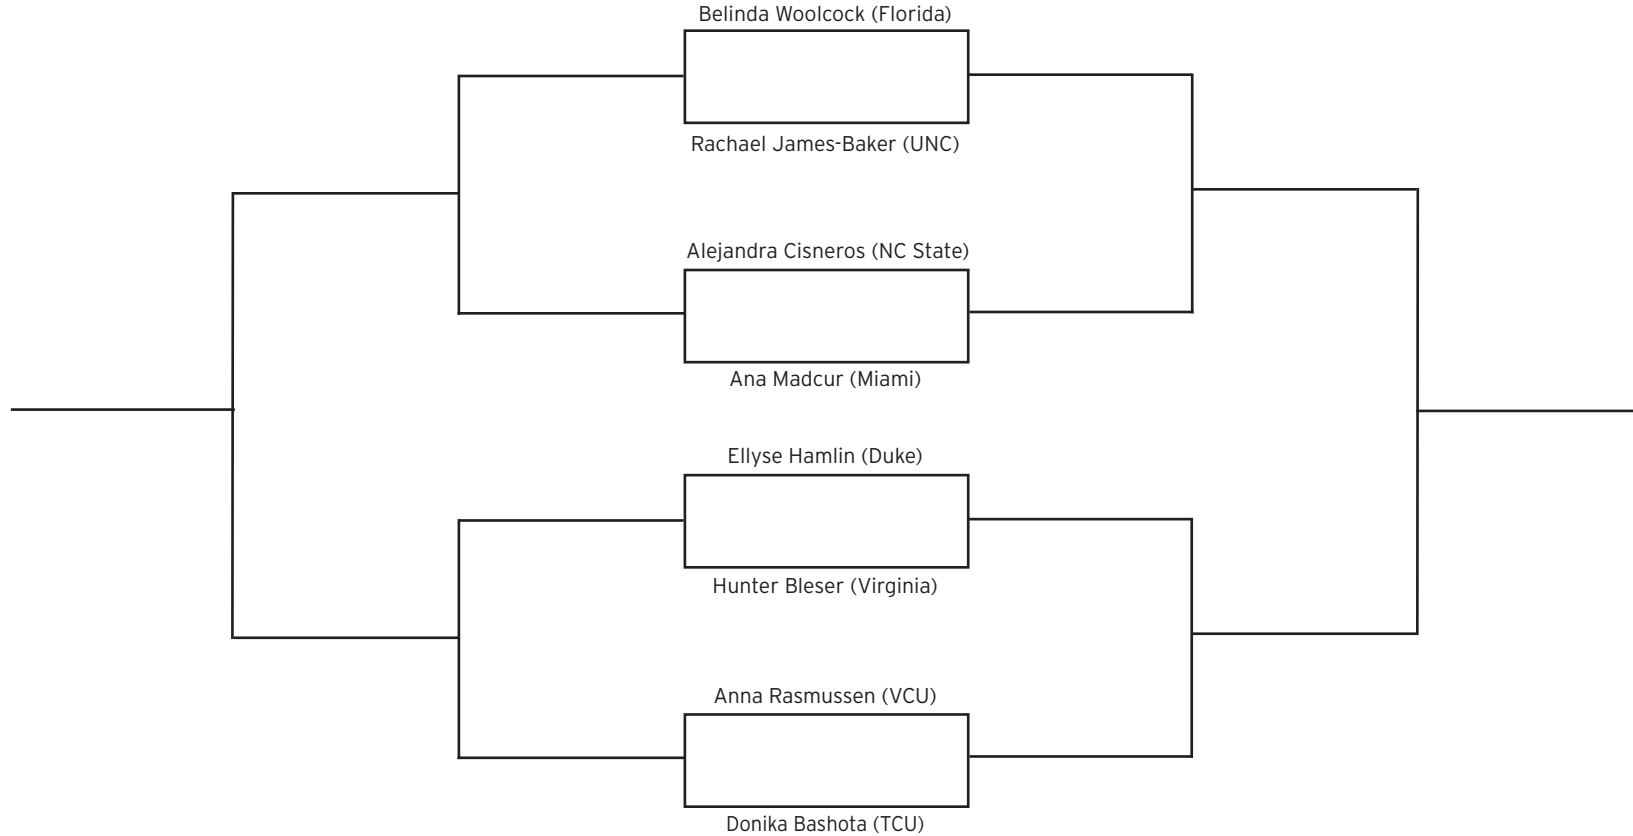 Belinda Woolcock (Florida)
Rachael James-Baker (UNC)
Alejandra Cisneros (NC State)
Ana Madcur (Miami)
Ellyse Hamlin (Duke)
Hunter Bleser (Virginia)
Anna Rasmussen (VCU)
Donika Bashota (TCU)